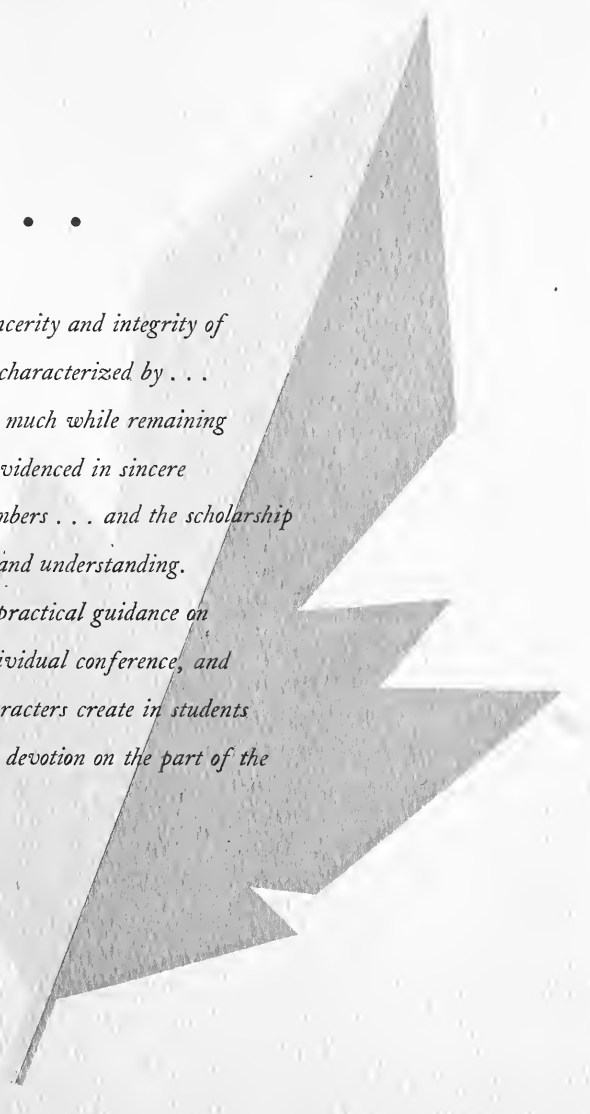 • •
ncerity and integrity of
characterized by . . .
much while remaining
videnced in sincere
nbers . . . and the scholarship
and understanding.
practical guidance on
ividual conference, and
racters create in students
devotion on the part of the